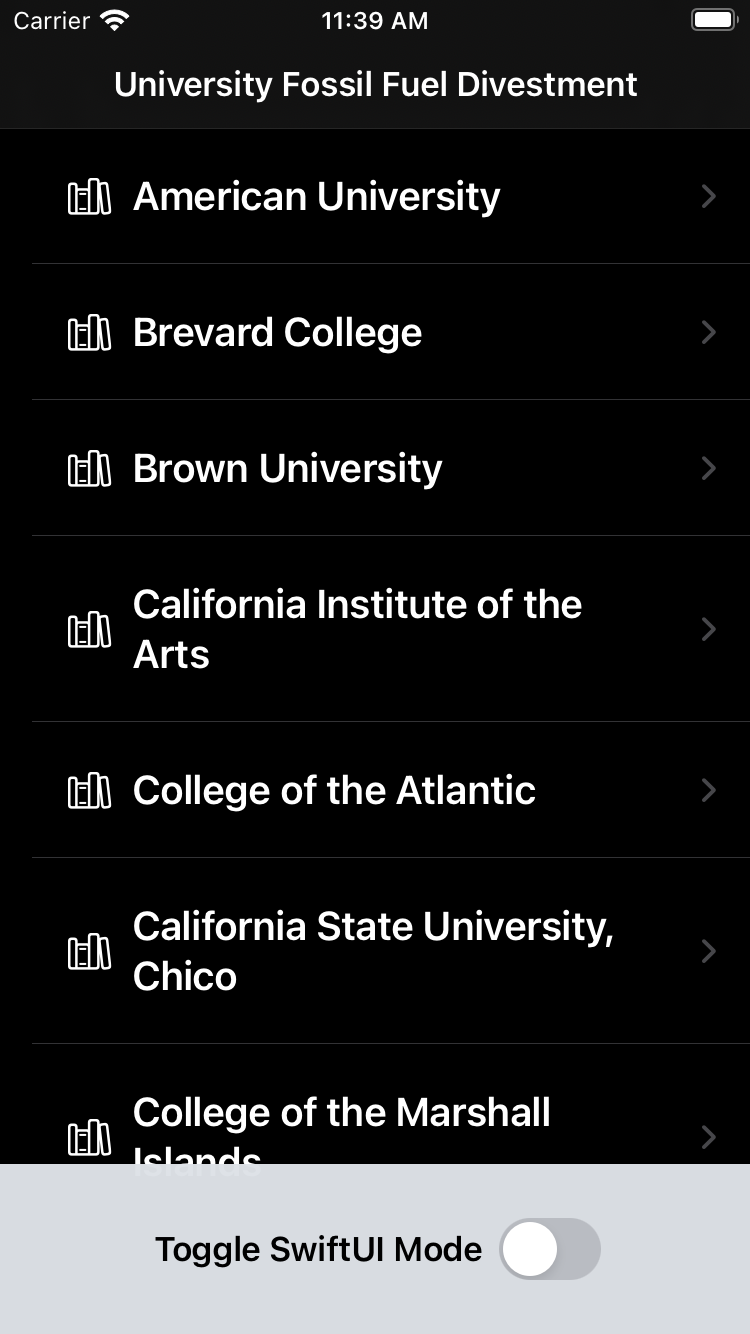 Carrier 11:39 AM
University Fossil Fuel Divestment
American University
Brevard College
Brown University
California Institute of the
Arts
College of the Atlantic
California State University,
Chico
College of the Marshall
Islands
Toggle SwiftUI Mode